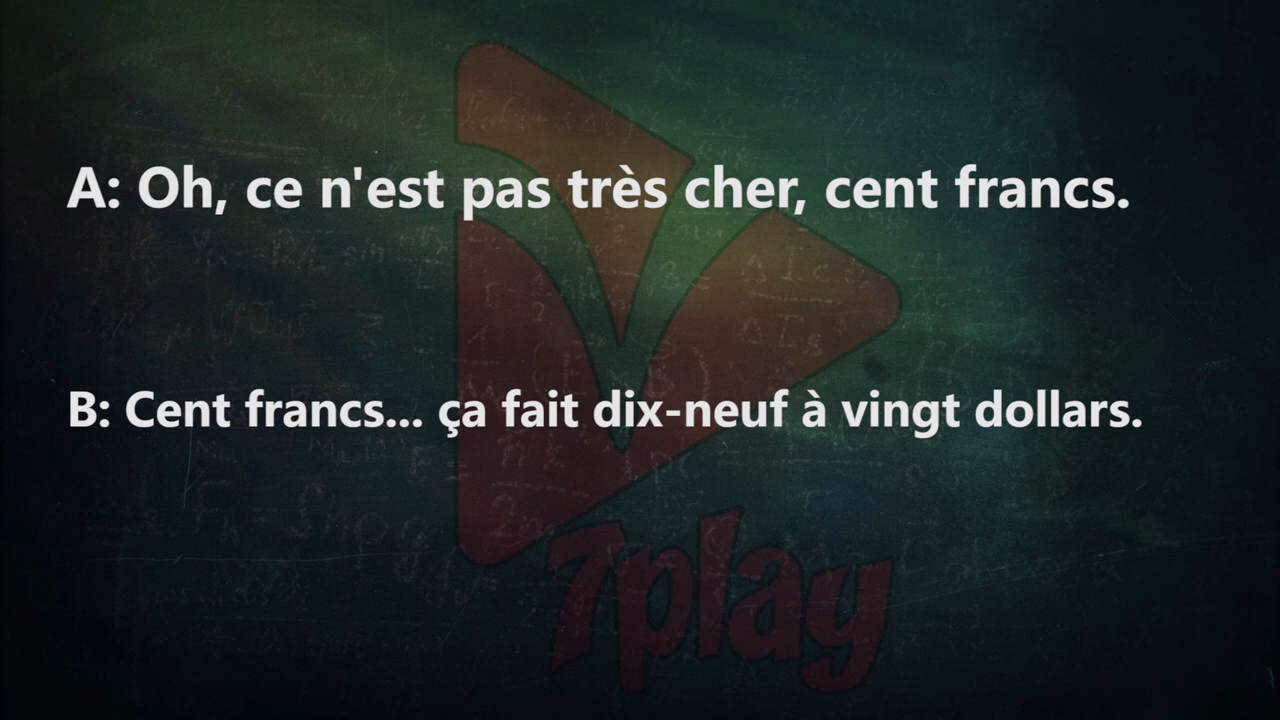 A: Oh, ce n'est pas très cher, cent francs.
B: Cent francs... ça fait dix-neuf à vingt dollars.
7play